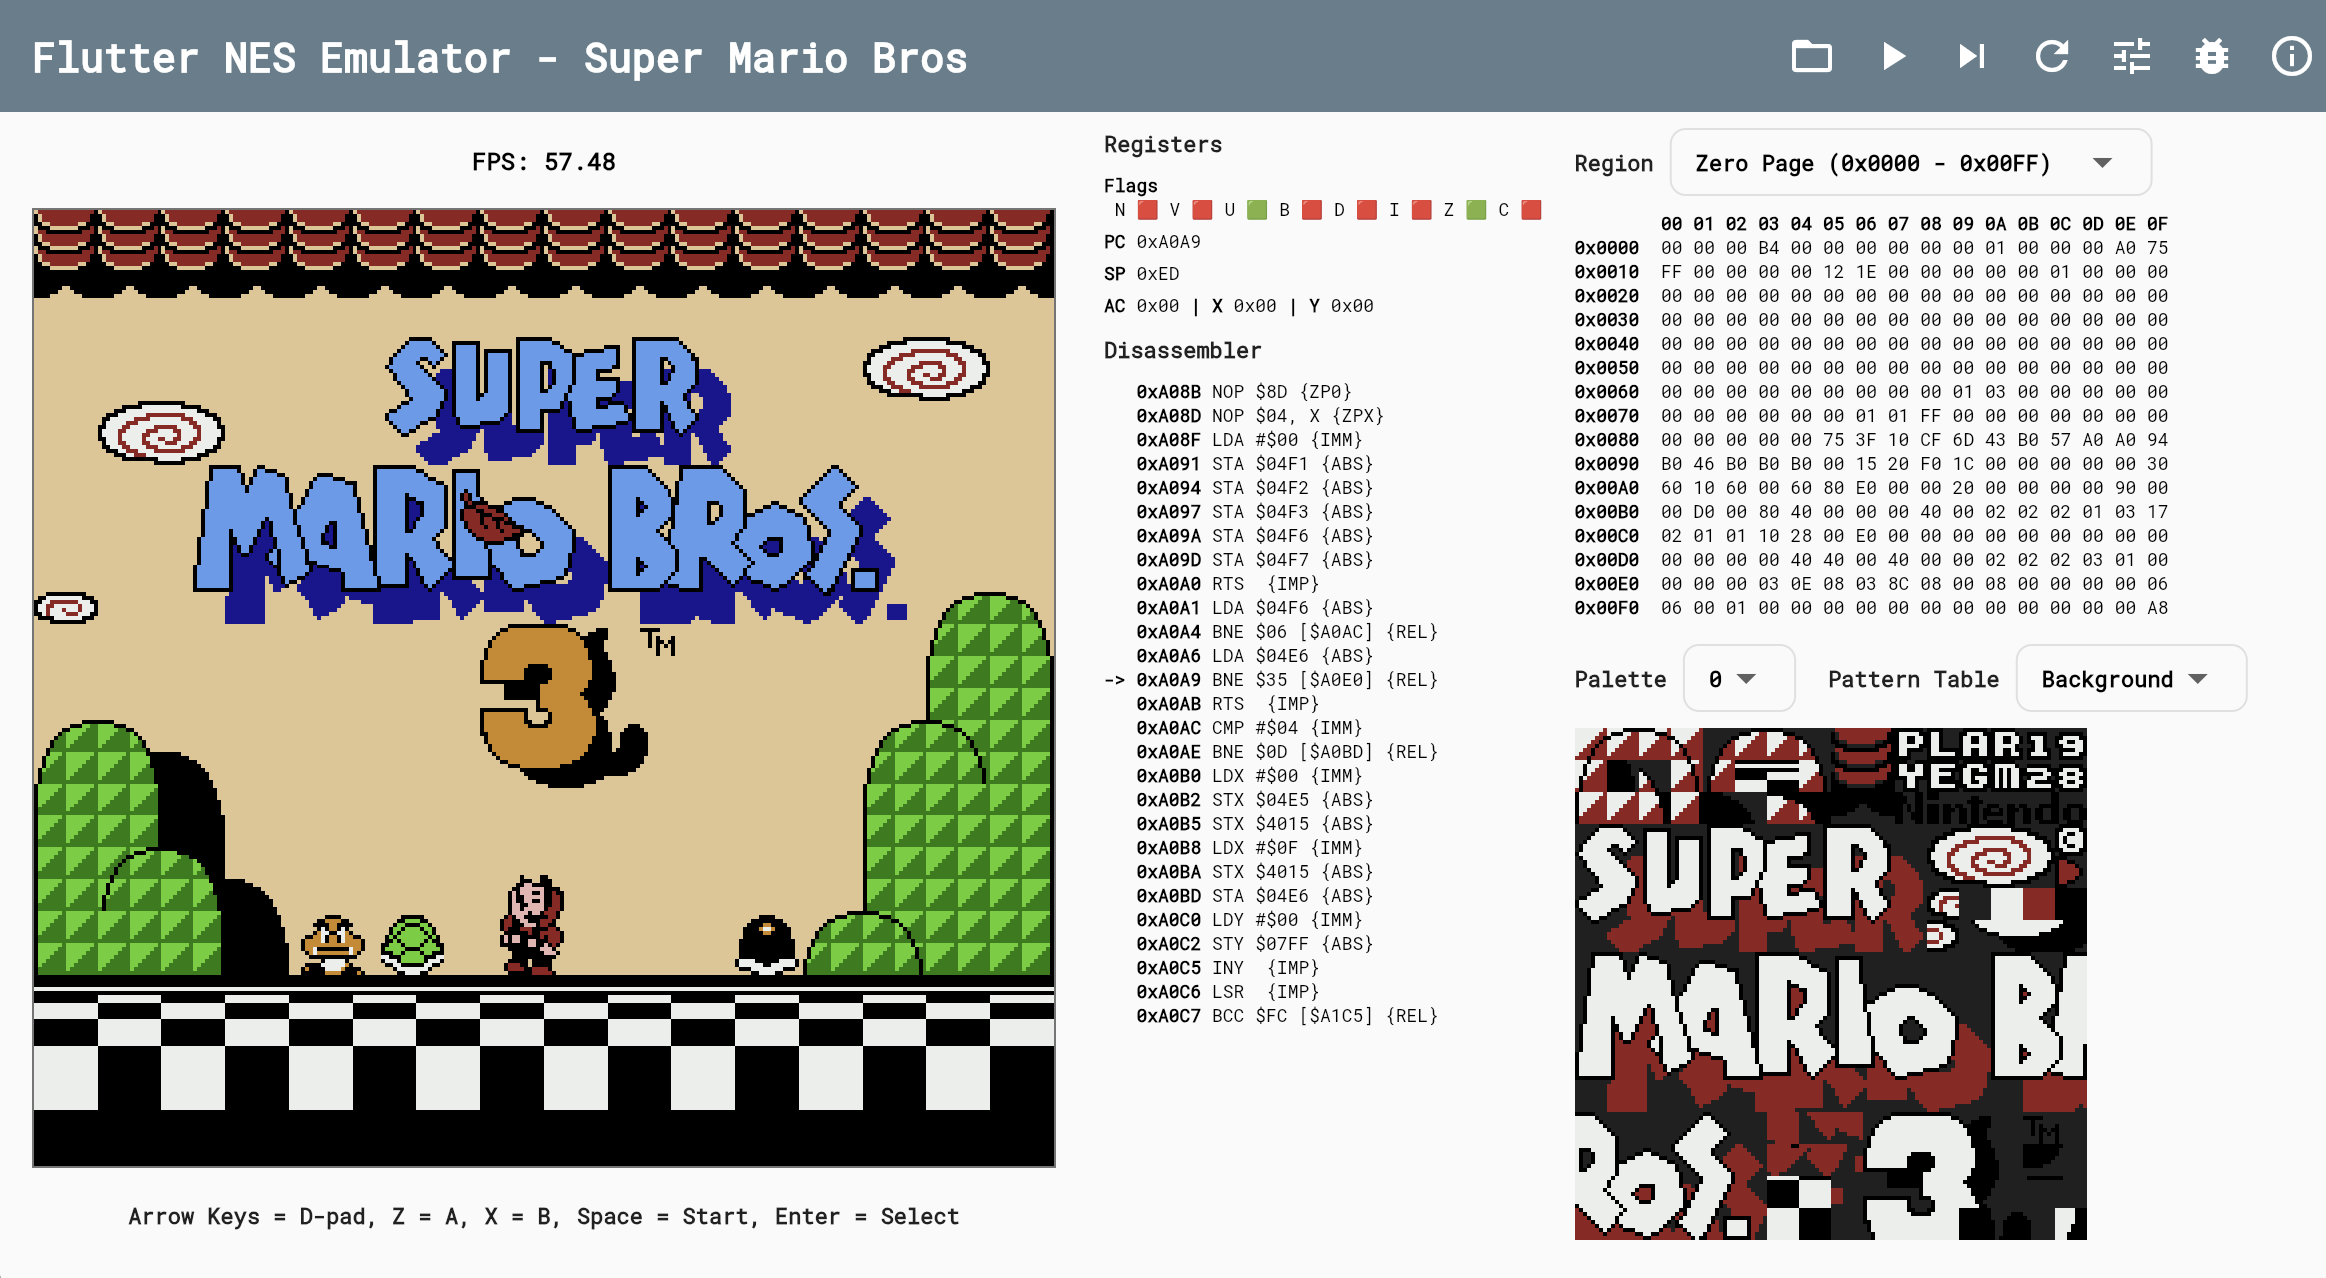 Flutter NES Emulator - Super Mario Bros
FPS: 57.48
SUPER
MARIO BROS.
3
TM
Arrow Keys = D-pad, Z = A, X = B, Space = Start, Enter = Select
Registers
Flags
N V U B D I Z C
PC 0xA0A9
SP 0xED
AC 0x00 | X 0x00 | Y 0x00
Disassembler
0xA08B NOP $8D {ZP0}
0xA08D NOP $04, X {ZPX}
0xA08F LDA #$00 {IMM}
0xA091 STA $04F1 {ABS}
0xA094 STA $04F2 {ABS}
0xA097 STA $04F3 {ABS}
0xA09A STA $04F6 {ABS}
0xA09D STA $04F7 {ABS}
0xA0A0 RTS {IMP}
0xA0A1 LDA $04F6 {ABS}
0xA0A4 BNE $06 [$A0AC] {REL}
0xA0A6 LDA $04E6 {ABS}
-> 0xA0A9 BNE $35 [$A0E0] {REL}
0xA0AB RTS {IMP}
0xA0AC CMP #$04 {IMM}
0xA0AE BNE $0D [$A0BD] {REL}
0xA0B0 LDX #$00 {IMM}
0xA0B2 STX $04E5 {ABS}
0xA0B5 STX $4015 {ABS}
0xA0B8 LDX #$0F {IMM}
0xA0BA STX $4015 {ABS}
0xA0BD STA $04E6 {ABS}
0xA0C0 LDY #$00 {IMM}
0xA0C2 STY $07FF {ABS}
0xA0C5 INY {IMP}
0xA0C6 LSR {IMP}
0xA0C7 BCC $FC [$A1C5] {REL}
Region Zero Page (0x0000 - 0x00FF)
00 01 02 03 04 05 06 07 08 09 0A 0B 0C 0D 0E 0F
0x0000 00 00 00 B4 00 00 00 00 00 00 01 00 00 00 A0 75
0x0010 FF 00 00 00 00 12 1E 00 00 00 00 00 01 00 00 00
0x0020 00 00 00 00 00 00 00 00 00 00 00 00 00 00 00 00
0x0030 00 00 00 00 00 00 00 00 00 00 00 00 00 00 00 00
0x0040 00 00 00 00 00 00 00 00 00 00 00 00 00 00 00 00
0x0050 00 00 00 00 00 00 00 00 00 00 00 00 00 00 00 00
0x0060 00 00 00 00 00 00 00 00 00 01 03 00 00 00 00 00
0x0070 00 00 00 00 00 00 01 01 FF 00 00 00 00 00 00 00
0x0080 00 00 00 00 00 75 3F 10 CF 6D 43 B0 57 A0 A0 94
0x0090 B0 46 B0 B0 B0 00 15 20 F0 1C 00 00 00 00 00 30
0x00A0 60 10 60 00 60 80 E0 00 00 20 00 00 00 00 90 00
0x00B0 00 D0 00 80 40 00 00 00 40 00 02 02 02 01 03 17
0x00C0 02 01 01 10 28 00 E0 00 00 00 00 00 00 00 00 00
0x00D0 00 00 00 00 40 40 00 40 00 00 02 02 02 03 01 00
0x00E0 00 00 00 03 0E 08 03 8C 08 00 08 00 00 00 00 06
0x00F0 06 00 01 00 00 00 00 00 00 00 00 00 00 00 00 A8
Palette 0 Pattern Table Background
PLAR19
YEGM28
Nintendo
SUPER
©
MARIO B
ROS.
3
TM